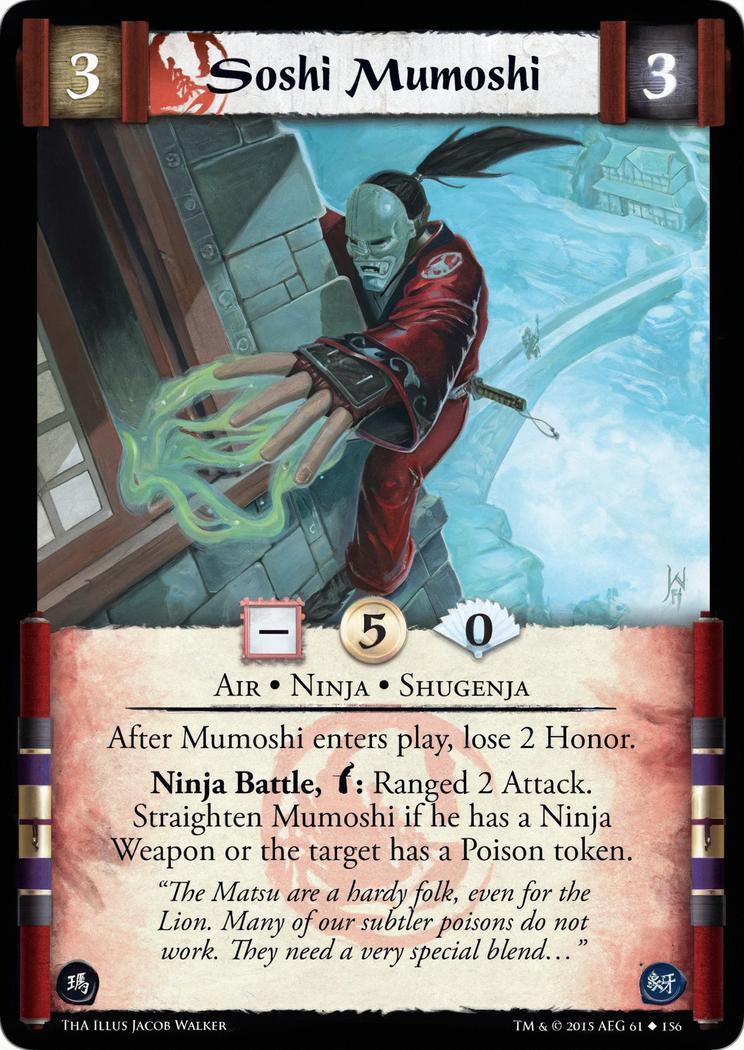 3 Soshi Mumoshi 3
– 5 0
Air • Ninja • Shugenja
After Mumoshi enters play, lose 2 Honor.
Ninja Battle, : Ranged 2 Attack.
Straighten Mumoshi if he has a Ninja
Weapon or the target has a Poison token.
“The Matsu are a hardy folk, even for the
Lion. Many of our subtler poisons do not
work. They need a very special blend…”
瑪
Tha Illus Jacob Walker
TM & © 2015 AEG 61 ◆ 156